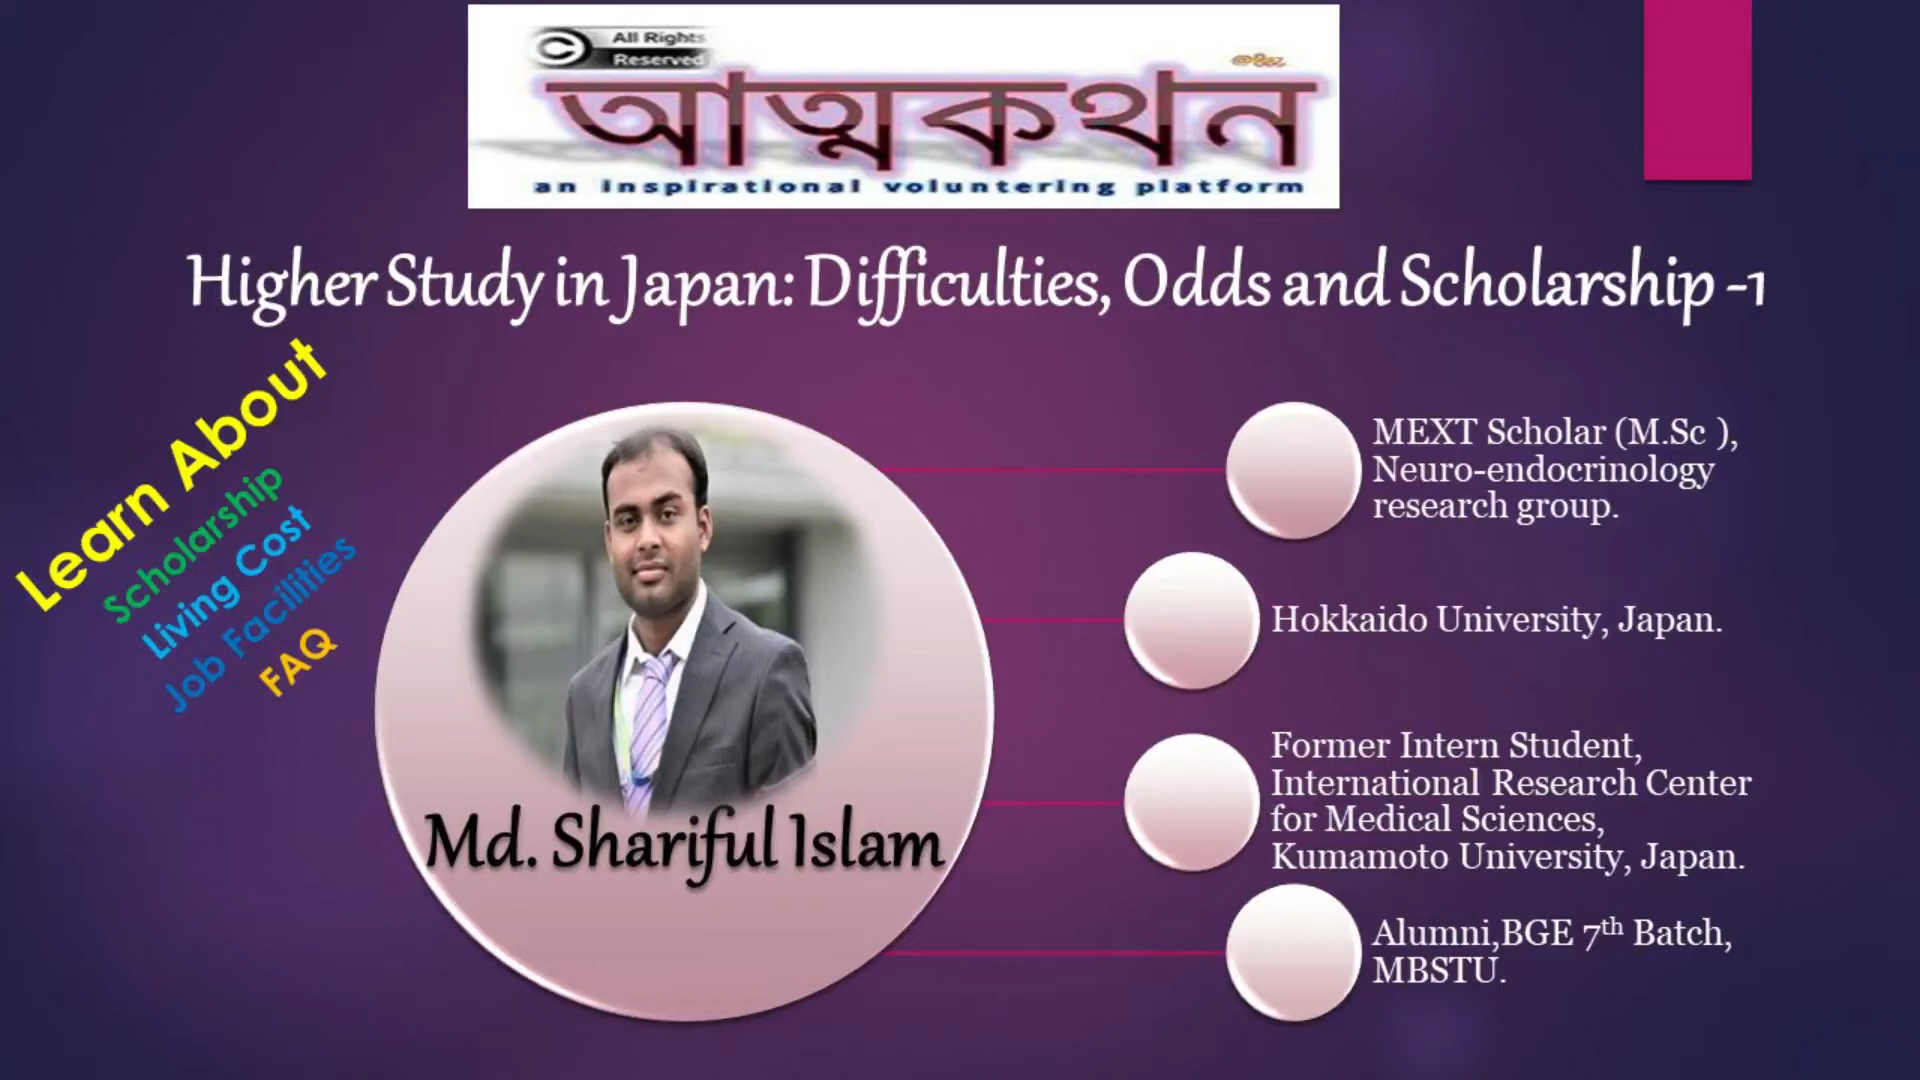 All Rights
Reserved
আত্মকথন
an inspirational voluntering platform
Higher Study in Japan: Difficulties, Odds and Scholarship -1
Learn About
Scholarship
Living Cost
Job Facilities
FAQ
Md. Shariful Islam
MEXT Scholar (M.Sc ),
Neuro-endocrinology
research group.
Hokkaido University, Japan.
Former Intern Student,
International Research Center
for Medical Sciences,
Kumamoto University, Japan.
Alumni,BGE 7th Batch,
MBSTU.